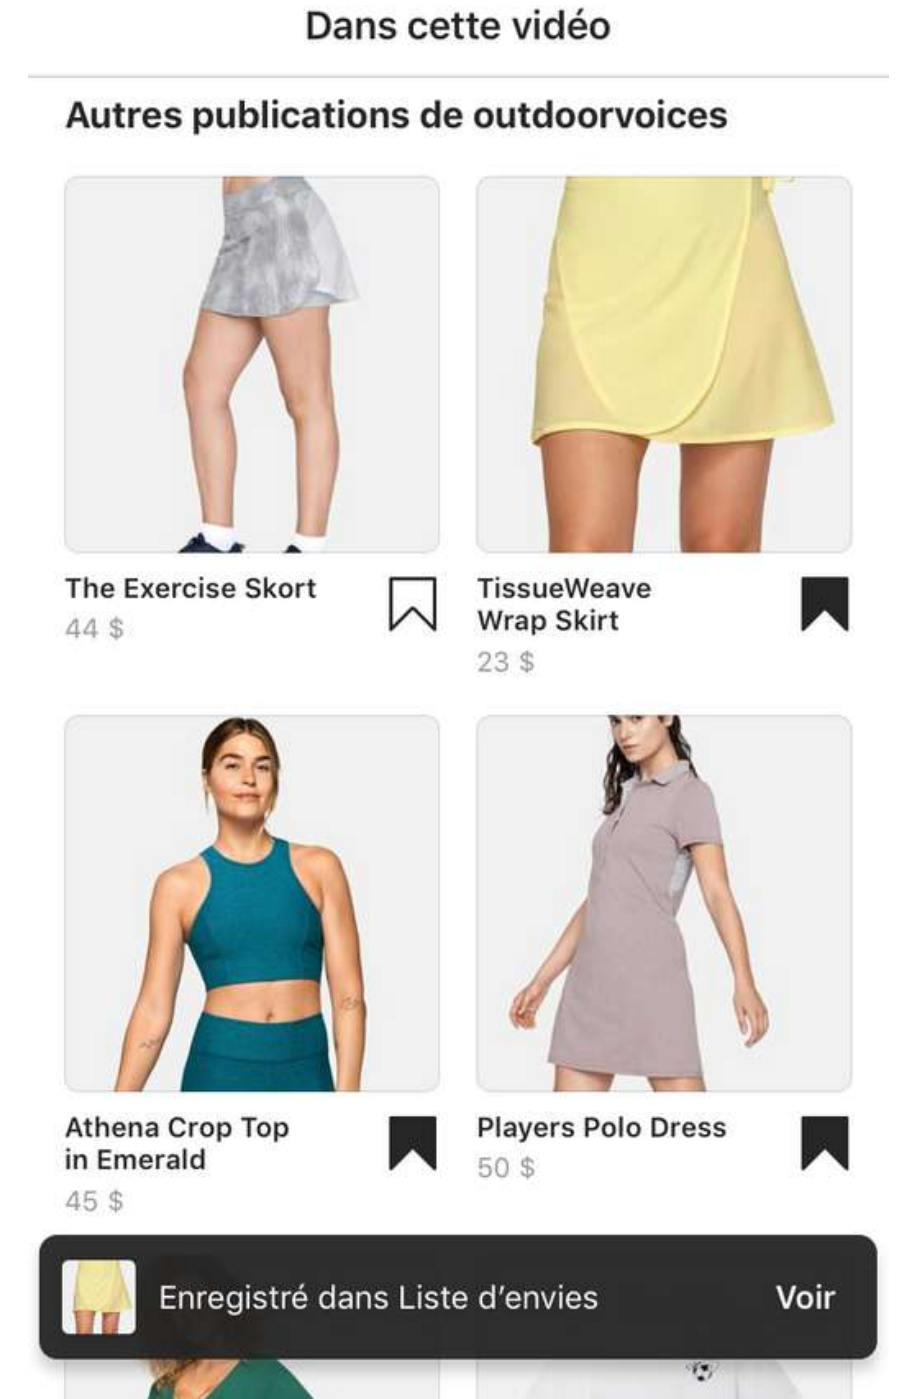 Dans cette vidéo
Autres publications de outdoorvoices
The Exercise Skort
44 $
TissueWeave
Wrap Skirt
23 $
Athena Crop Top
in Emerald
45 $
Players Polo Dress
50 $
Enregistré dans Liste d’envies
Voir